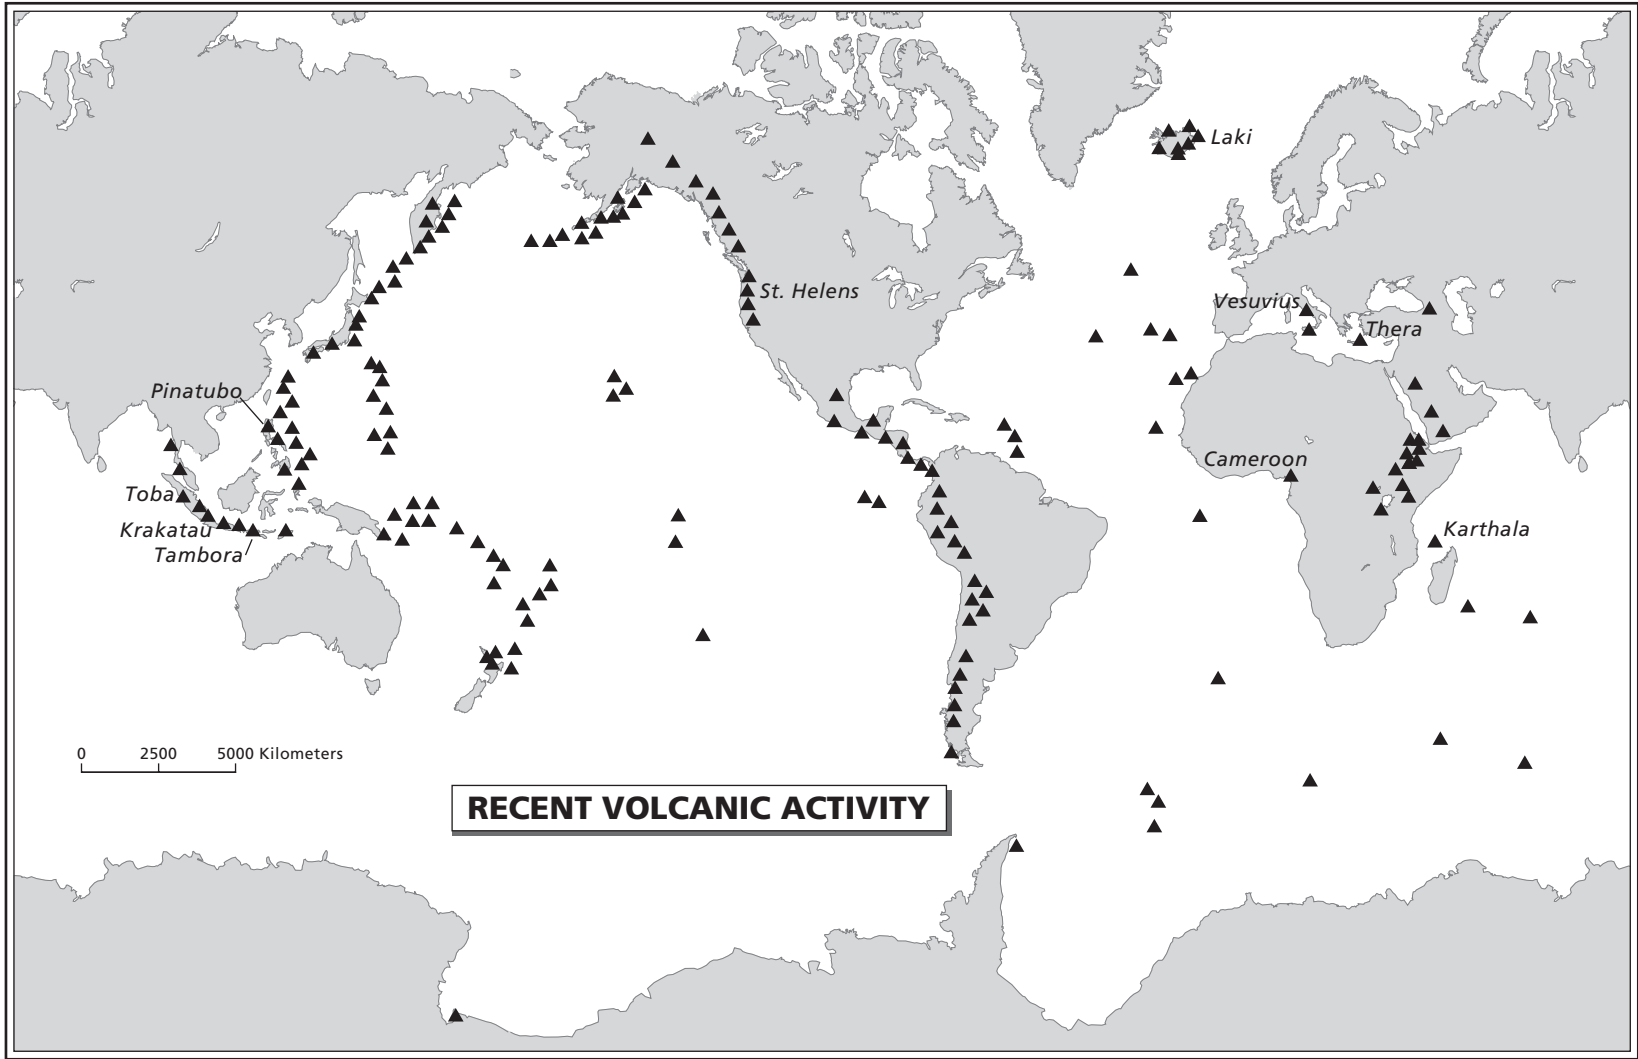 Laki
St. Helens
Vesuvius
Thera
Pinatubo
Cameroon
Toba
Krakatau
Tambora
Karthala
0 2500 5000 Kilometers
RECENT VOLCANIC ACTIVITY